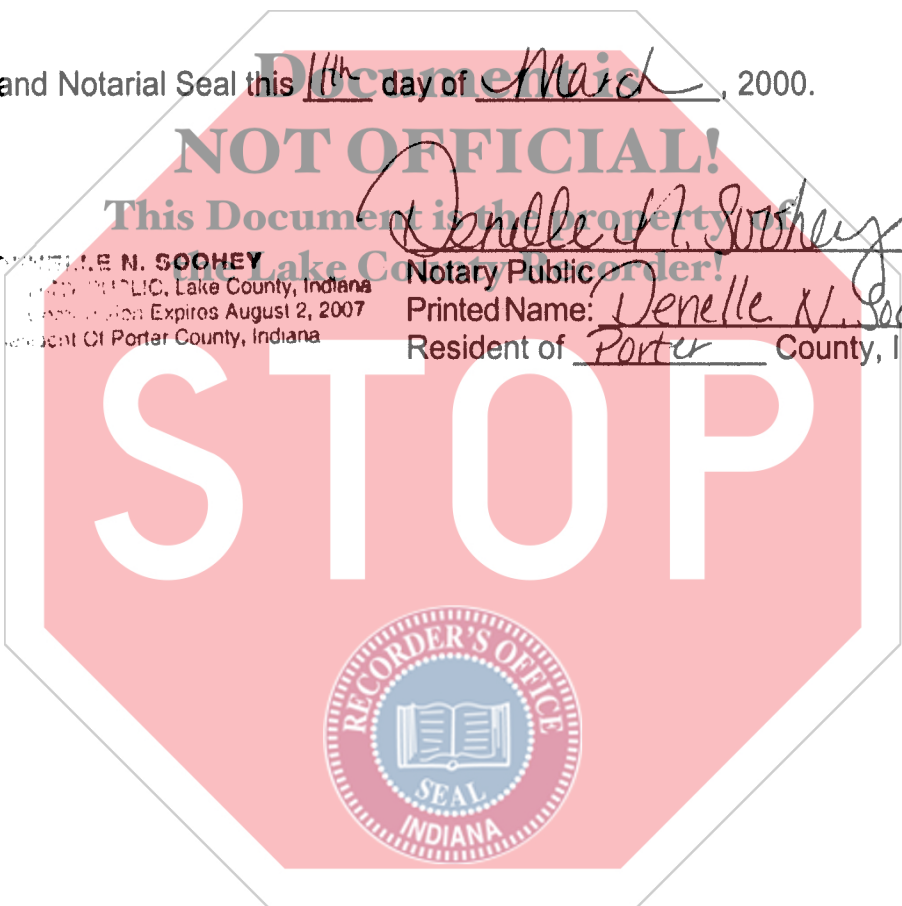 and Notarial Seal this 11th day of March, 2000.
Document is
NOT OFFICIAL!
This Document is the property of
the Lake County Recorder!
Denelle N. Soohey
N. SOOHEY
Lake County, Indiana
Expires August 2, 2007
Of Porter County, Indiana
Notary Public
Printed Name: Denelle N.
Resident of Porter County,
STOP
RECORDER'S OFFICE
SEAL
INDIANA